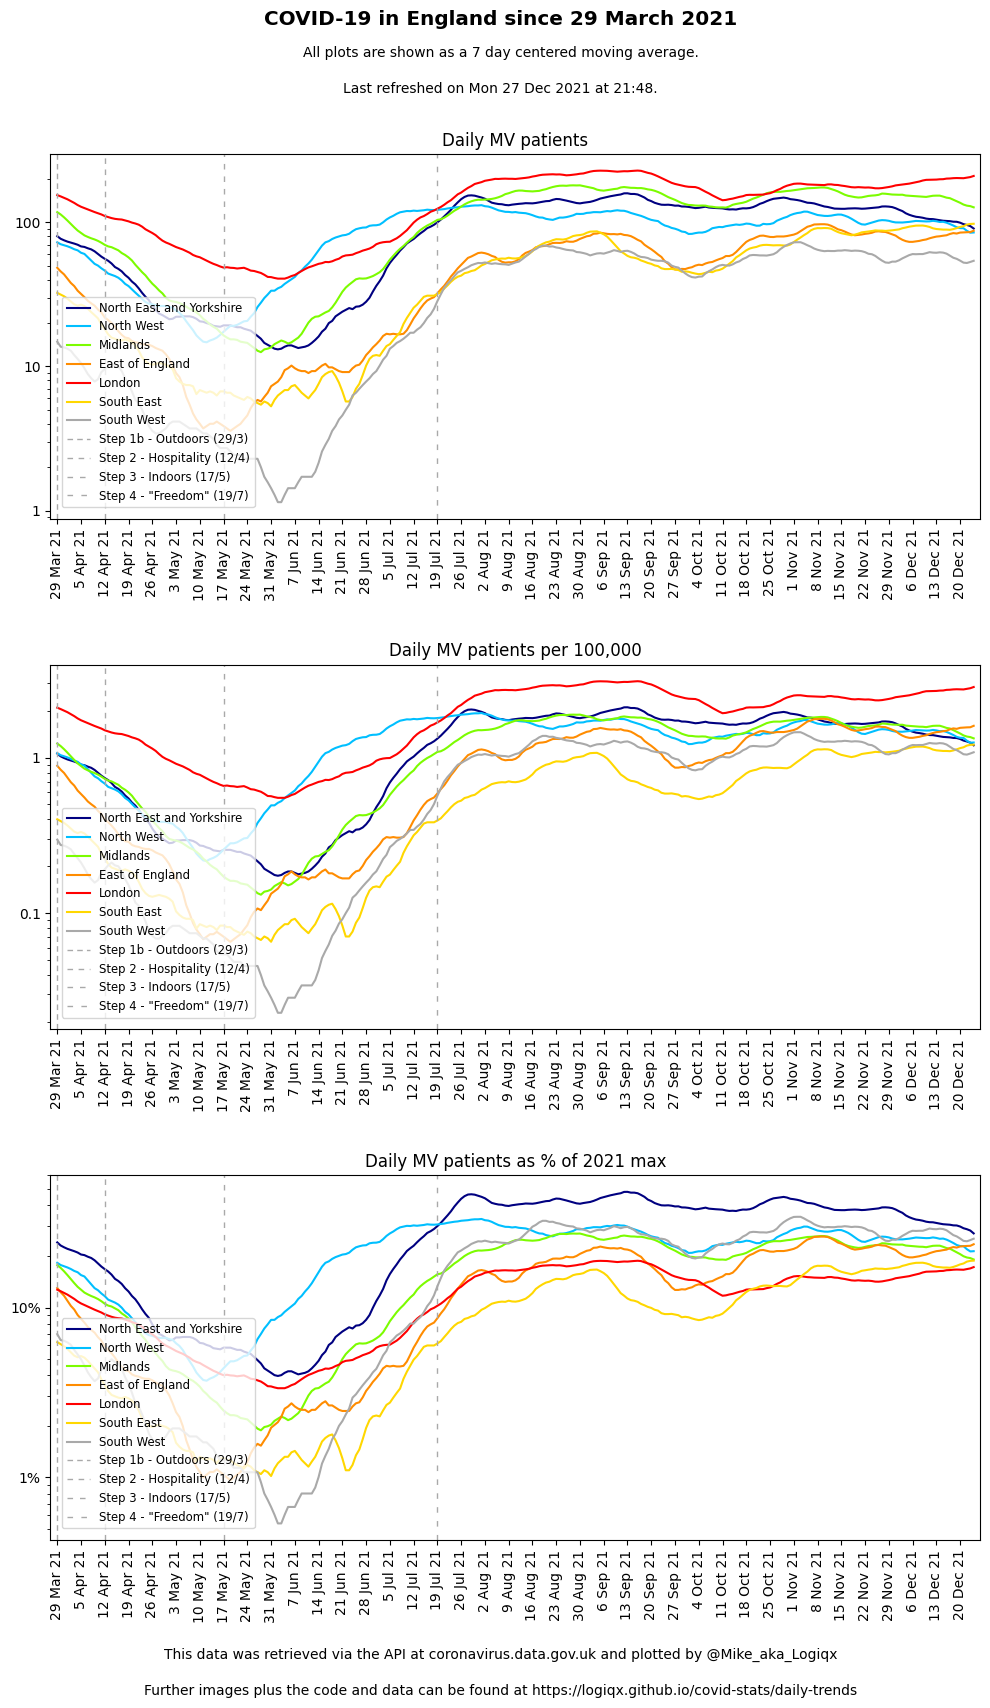 COVID-19 in England since 29 March 2021
All plots are shown as a 7 day centered moving average.
Last refreshed on Mon 27 Dec 2021 at 21:48.
Daily MV patients
100
10
1
North East and Yorkshire
North West
Midlands
East of England
London
South East
South West
Step 1b - Outdoors (29/3)
Step 2 - Hospitality (12/4)
Step 3 - Indoors (17/5)
Step 4 - "Freedom" (19/7)
29 Mar 21
5 Apr 21
12 Apr 21
19 Apr 21
26 Apr 21
3 May 21
10 May 21
17 May 21
24 May 21
31 May 21
7 Jun 21
14 Jun 21
21 Jun 21
28 Jun 21
5 Jul 21
12 Jul 21
19 Jul 21
26 Jul 21
2 Aug 21
9 Aug 21
16 Aug 21
23 Aug 21
30 Aug 21
6 Sep 21
13 Sep 21
20 Sep 21
27 Sep 21
4 Oct 21
11 Oct 21
18 Oct 21
25 Oct 21
1 Nov 21
8 Nov 21
15 Nov 21
22 Nov 21
29 Nov 21
6 Dec 21
13 Dec 21
20 Dec 21
Daily MV patients per 100,000
1
0.1
North East and Yorkshire
North West
Midlands
East of England
London
South East
South West
Step 1b - Outdoors (29/3)
Step 2 - Hospitality (12/4)
Step 3 - Indoors (17/5)
Step 4 - "Freedom" (19/7)
29 Mar 21
5 Apr 21
12 Apr 21
19 Apr 21
26 Apr 21
3 May 21
10 May 21
17 May 21
24 May 21
31 May 21
7 Jun 21
14 Jun 21
21 Jun 21
28 Jun 21
5 Jul 21
12 Jul 21
19 Jul 21
26 Jul 21
2 Aug 21
9 Aug 21
16 Aug 21
23 Aug 21
30 Aug 21
6 Sep 21
13 Sep 21
20 Sep 21
27 Sep 21
4 Oct 21
11 Oct 21
18 Oct 21
25 Oct 21
1 Nov 21
8 Nov 21
15 Nov 21
22 Nov 21
29 Nov 21
6 Dec 21
13 Dec 21
20 Dec 21
Daily MV patients as % of 2021 max
10%
1%
North East and Yorkshire
North West
Midlands
East of England
London
South East
South West
Step 1b - Outdoors (29/3)
Step 2 - Hospitality (12/4)
Step 3 - Indoors (17/5)
Step 4 - "Freedom" (19/7)
29 Mar 21
5 Apr 21
12 Apr 21
19 Apr 21
26 Apr 21
3 May 21
10 May 21
17 May 21
24 May 21
31 May 21
7 Jun 21
14 Jun 21
21 Jun 21
28 Jun 21
5 Jul 21
12 Jul 21
19 Jul 21
26 Jul 21
2 Aug 21
9 Aug 21
16 Aug 21
23 Aug 21
30 Aug 21
6 Sep 21
13 Sep 21
20 Sep 21
27 Sep 21
4 Oct 21
11 Oct 21
18 Oct 21
25 Oct 21
1 Nov 21
8 Nov 21
15 Nov 21
22 Nov 21
29 Nov 21
6 Dec 21
13 Dec 21
20 Dec 21
This data was retrieved via the API at coronavirus.data.gov.uk and plotted by @Mike_aka_Logiqx
Further images plus the code and data can be found at https://logiqx.github.io/covid-stats/daily-trends